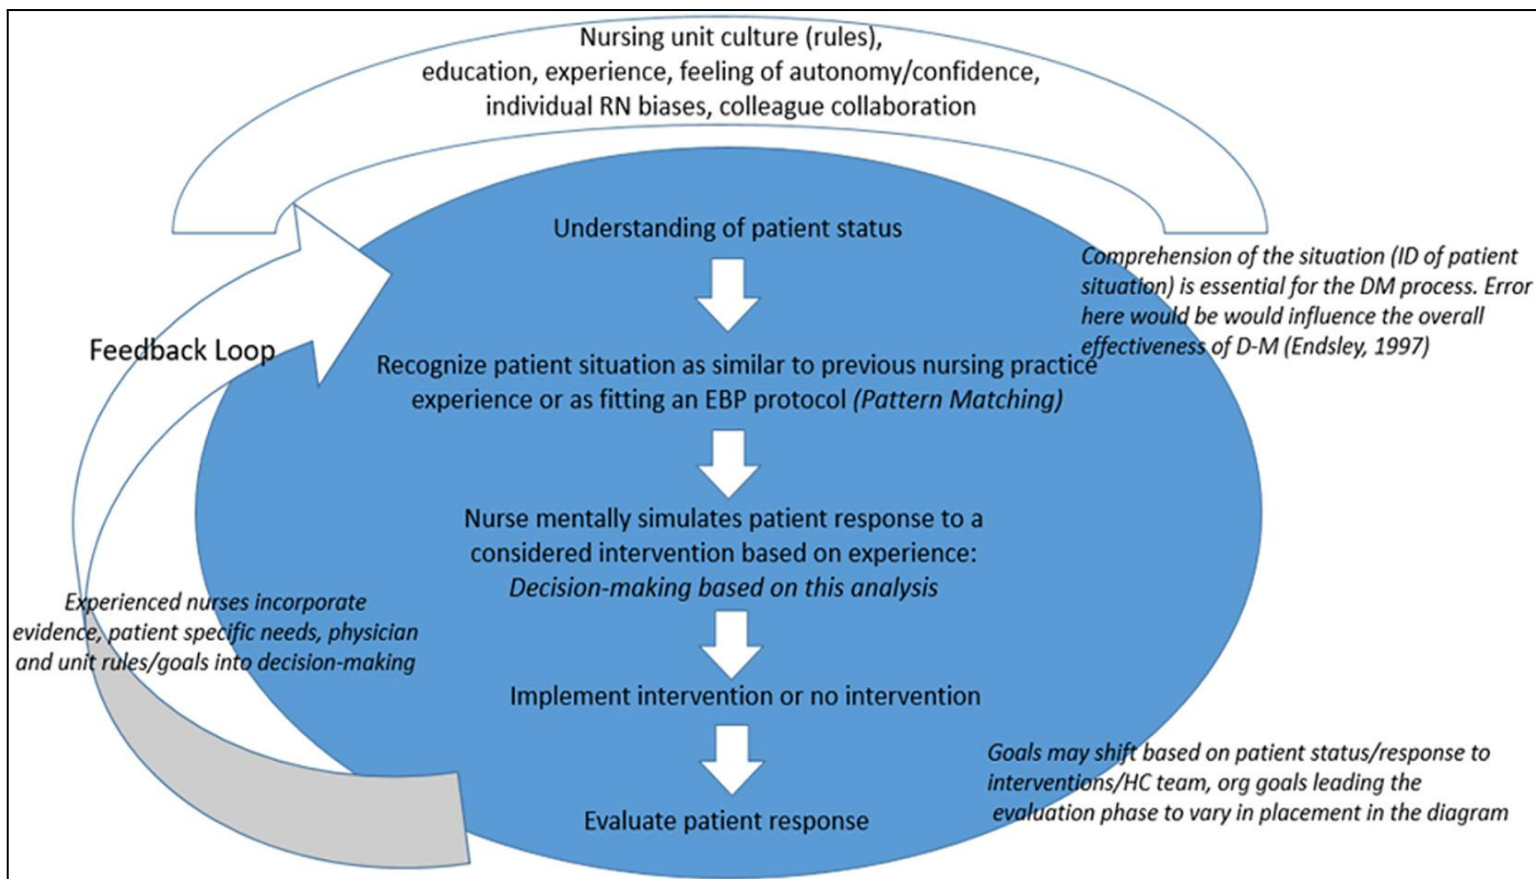 Nursing unit culture (rules),
education, experience, feeling of autonomy/confidence,
individual RN biases, colleague collaboration
Understanding of patient status
Comprehension of the situation (ID of patient
situation) is essential for the DM process. Error
here would be would influence the overall
effectiveness of D-M (Endsley, 1997)
Feedback Loop
Recognize patient situation as similar to previous nursing practice
experience or as fitting an EBP protocol (Pattern Matching)
Nurse mentally simulates patient response to a
considered intervention based on experience:
Decision-making based on this analysis
Experienced nurses incorporate
evidence, patient specific needs, physician
and unit rules/goals into decision-making
Implement intervention or no intervention
Goals may shift based on patient status/response to
interventions/HC team, org goals leading the
evaluation phase to vary in placement in the diagram
Evaluate patient response